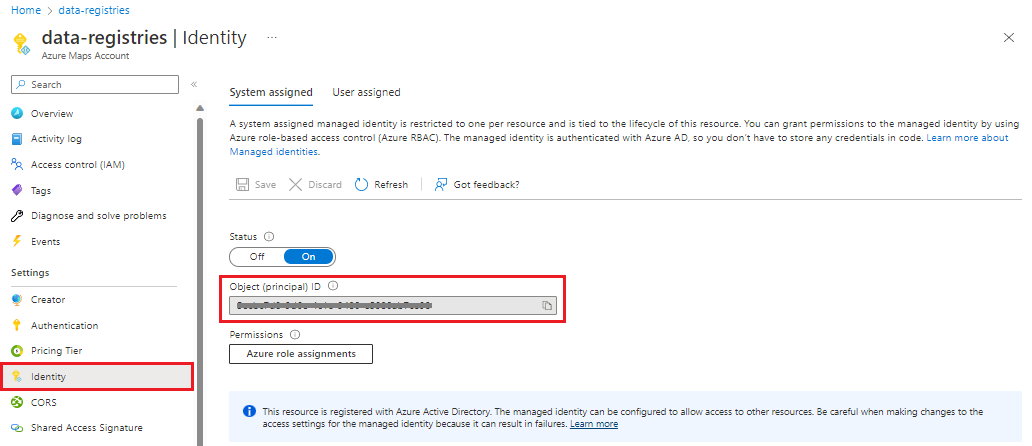 Home > data-registries >
data-registries | Identity ...
Azure Maps Account
Search
Overview
Activity log
Access control (IAM)
Tags
Diagnose and solve problems
Events
Settings
Creator
Authentication
Pricing Tier
Identity
CORS
Shared Access Signature
System assigned User assigned
A system assigned managed identity is restricted to one per resource and is tied to the lifecycle of this resource. You can grant permissions to the managed identity by using
Azure role-based access control (Azure RBAC). The managed identity is authenticated with Azure AD, so you don't have to store any credentials in code. Learn more about
Managed identities.
Save Discard Refresh Got feedback?
Status
Off On
Object (principal) ID
Permissions
Azure role assignments
This resource is registered with Azure Active Directory. The managed identity can be configured to allow access to other resources. Be careful when making changes to the
access settings for the managed identity because it can result in failures. Learn more